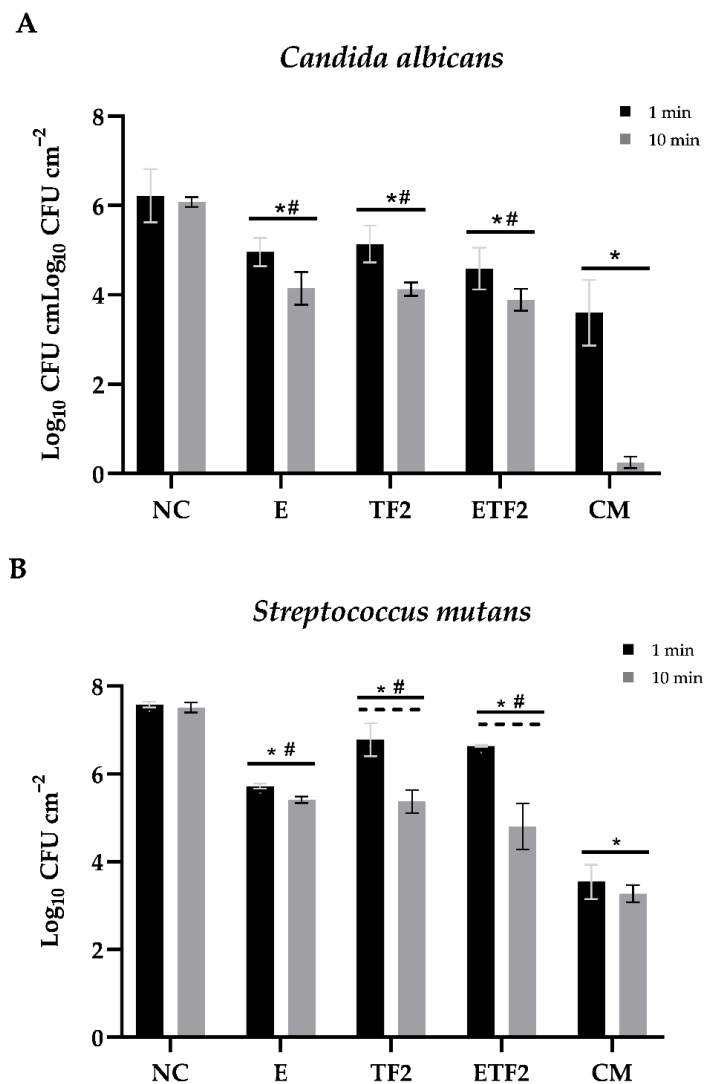 A
Candida albicans
1 min
10 min
Log10 CFU cmLog10 CFU cm−2
8
6
4
2
0
*#
*#
*#
*
NC E TF2 ETF2 CM
B
Streptococcus mutans
1 min
10 min
Log10 CFU cm−2
8
6
4
2
0
* #
* #
* #
*
NC E TF2 ETF2 CM